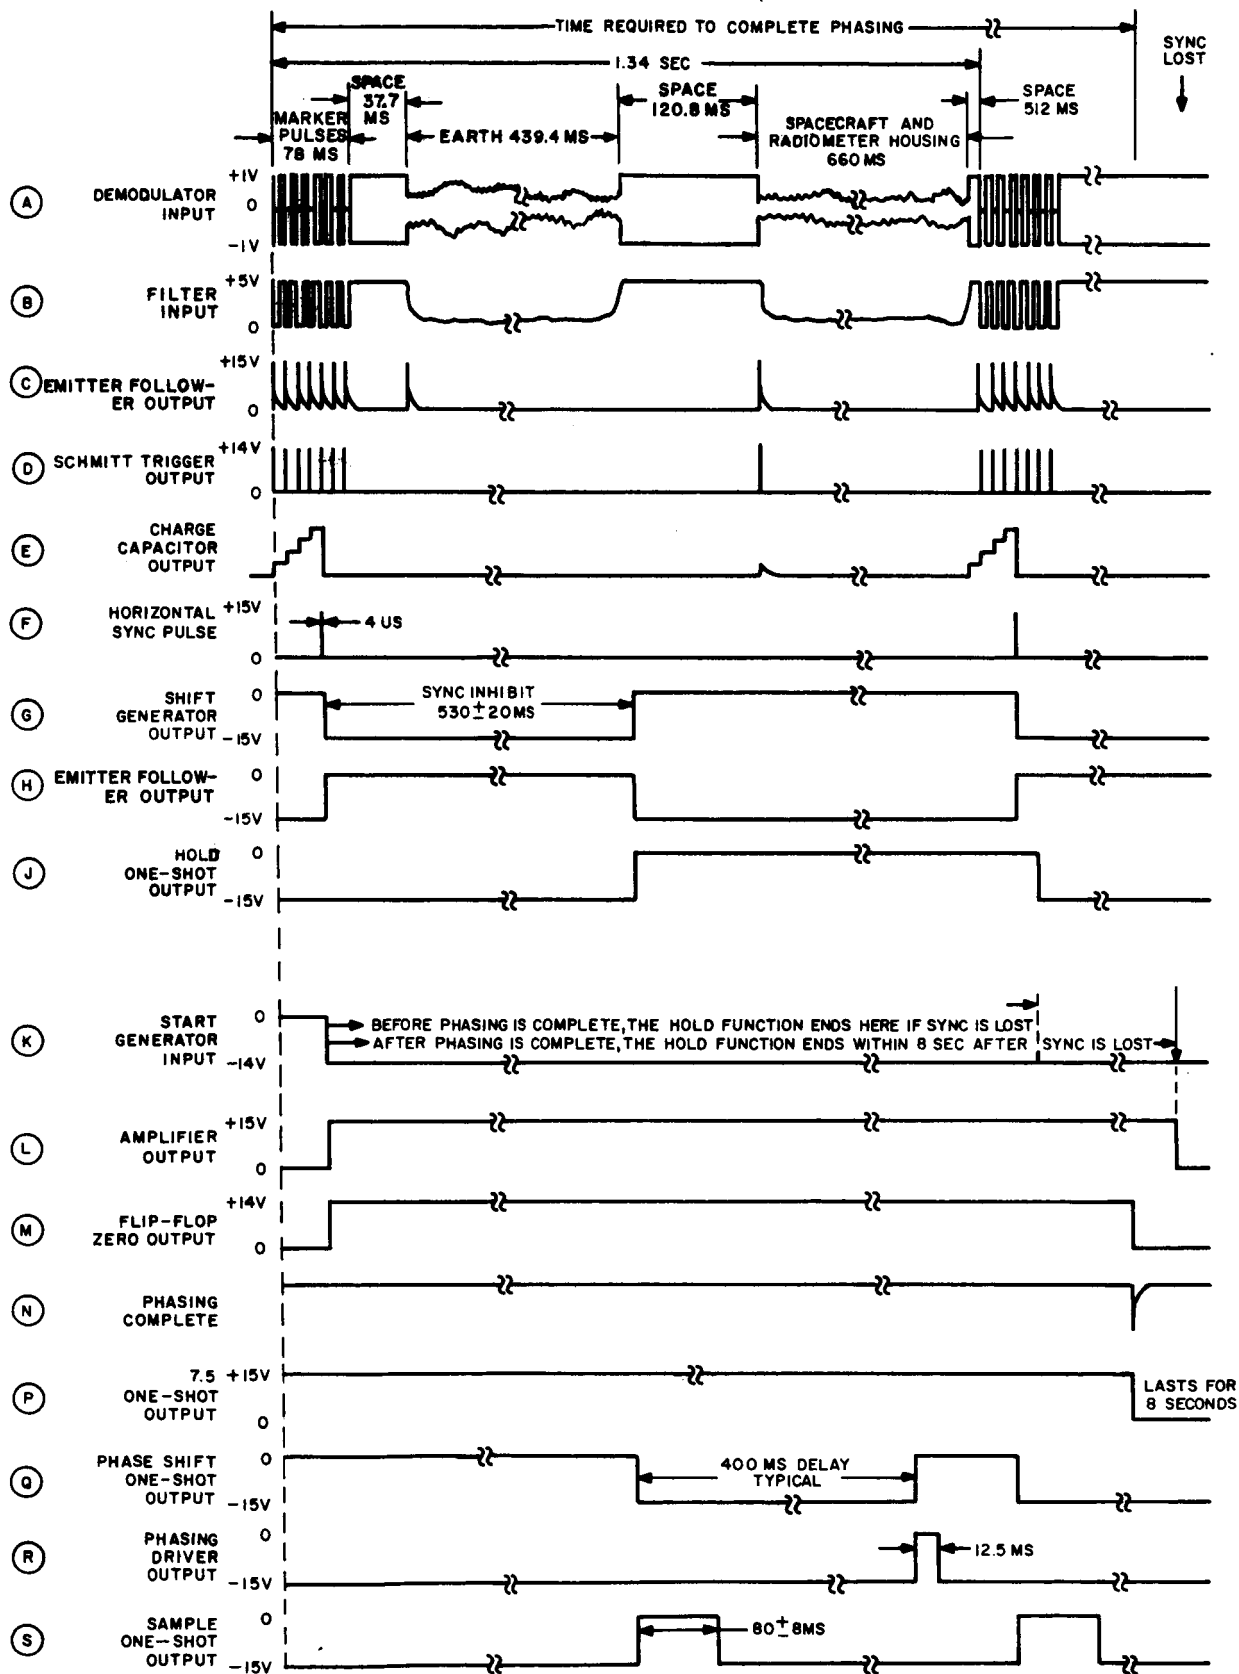 TIME REQUIRED TO COMPLETE PHASING
SYNC
LOST
1.34 SEC
SPACE
37.7
MS
SPACE
120.8 MS
SPACE
512 MS
MARKER
PULSES
78 MS
EARTH 439.4 MS
SPACECRAFT AND
RADIOMETER HOUSING
660 MS
A
DEMODULATOR
INPUT
+1V
0
-1V
B
FILTER
INPUT
+5V
0
C
EMITTER FOLLOW-
ER OUTPUT
+15V
0
D
SCHMITT TRIGGER
OUTPUT
+14V
0
E
CHARGE
CAPACITOR
OUTPUT
F
HORIZONTAL
SYNC PULSE
+15V
0
4 US
G
SHIFT
GENERATOR
OUTPUT
0
-15V
SYNC INHIBIT
530 ± 20 MS
H
EMITTER FOLLOW-
ER OUTPUT
0
-15V
J
HOLD
ONE-SHOT
OUTPUT
0
-15V
K
START
GENERATOR
INPUT
0
-14V
BEFORE PHASING IS COMPLETE, THE HOLD FUNCTION ENDS HERE IF SYNC IS LOST
AFTER PHASING IS COMPLETE, THE HOLD FUNCTION ENDS WITHIN 8 SEC AFTER SYNC IS LOST
L
AMPLIFIER
OUTPUT
+15V
0
M
FLIP-FLOP
ZERO OUTPUT
+14V
0
N
PHASING
COMPLETE
P
7.5
ONE-SHOT
OUTPUT
+15V
0
LASTS FOR
8 SECONDS
Q
PHASE SHIFT
ONE-SHOT
OUTPUT
0
-15V
400 MS DELAY
TYPICAL
R
PHASING
DRIVER
OUTPUT
0
-15V
12.5 MS
S
SAMPLE
ONE-SHOT
OUTPUT
0
-15V
80 ± 8MS